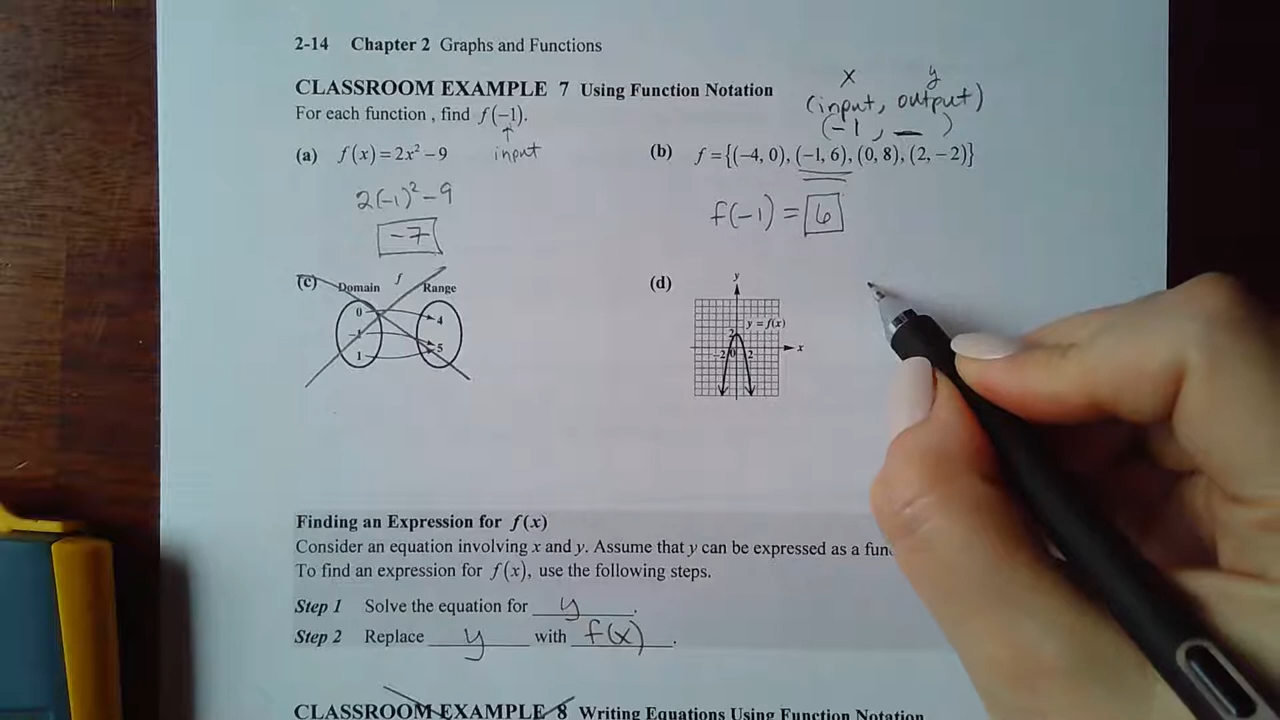 2-14 Chapter 2 Graphs and Functions
CLASSROOM EXAMPLE 7 Using Function Notation
x y
(input, output)
(-1, _ )
For each function , find f(−1).
↑
input
(a) f(x)=2x²−9
2(-1)²-9
-7
(b) f={(−4, 0), (−1, 6), (0, 8), (2, −2)}
f(-1) = 6
(c) Domain f Range
0 4
−1 5
1
(d) y
y = f(x)
2
−2 0 2 x
Finding an Expression for f(x)
Consider an equation involving x and y. Assume that y can be expressed as a
To find an expression for f(x), use the following steps.
Step 1 Solve the equation for y.
Step 2 Replace y with f(x).
CLASSROOM EXAMPLE 8 Writing Equations Using Function Notation